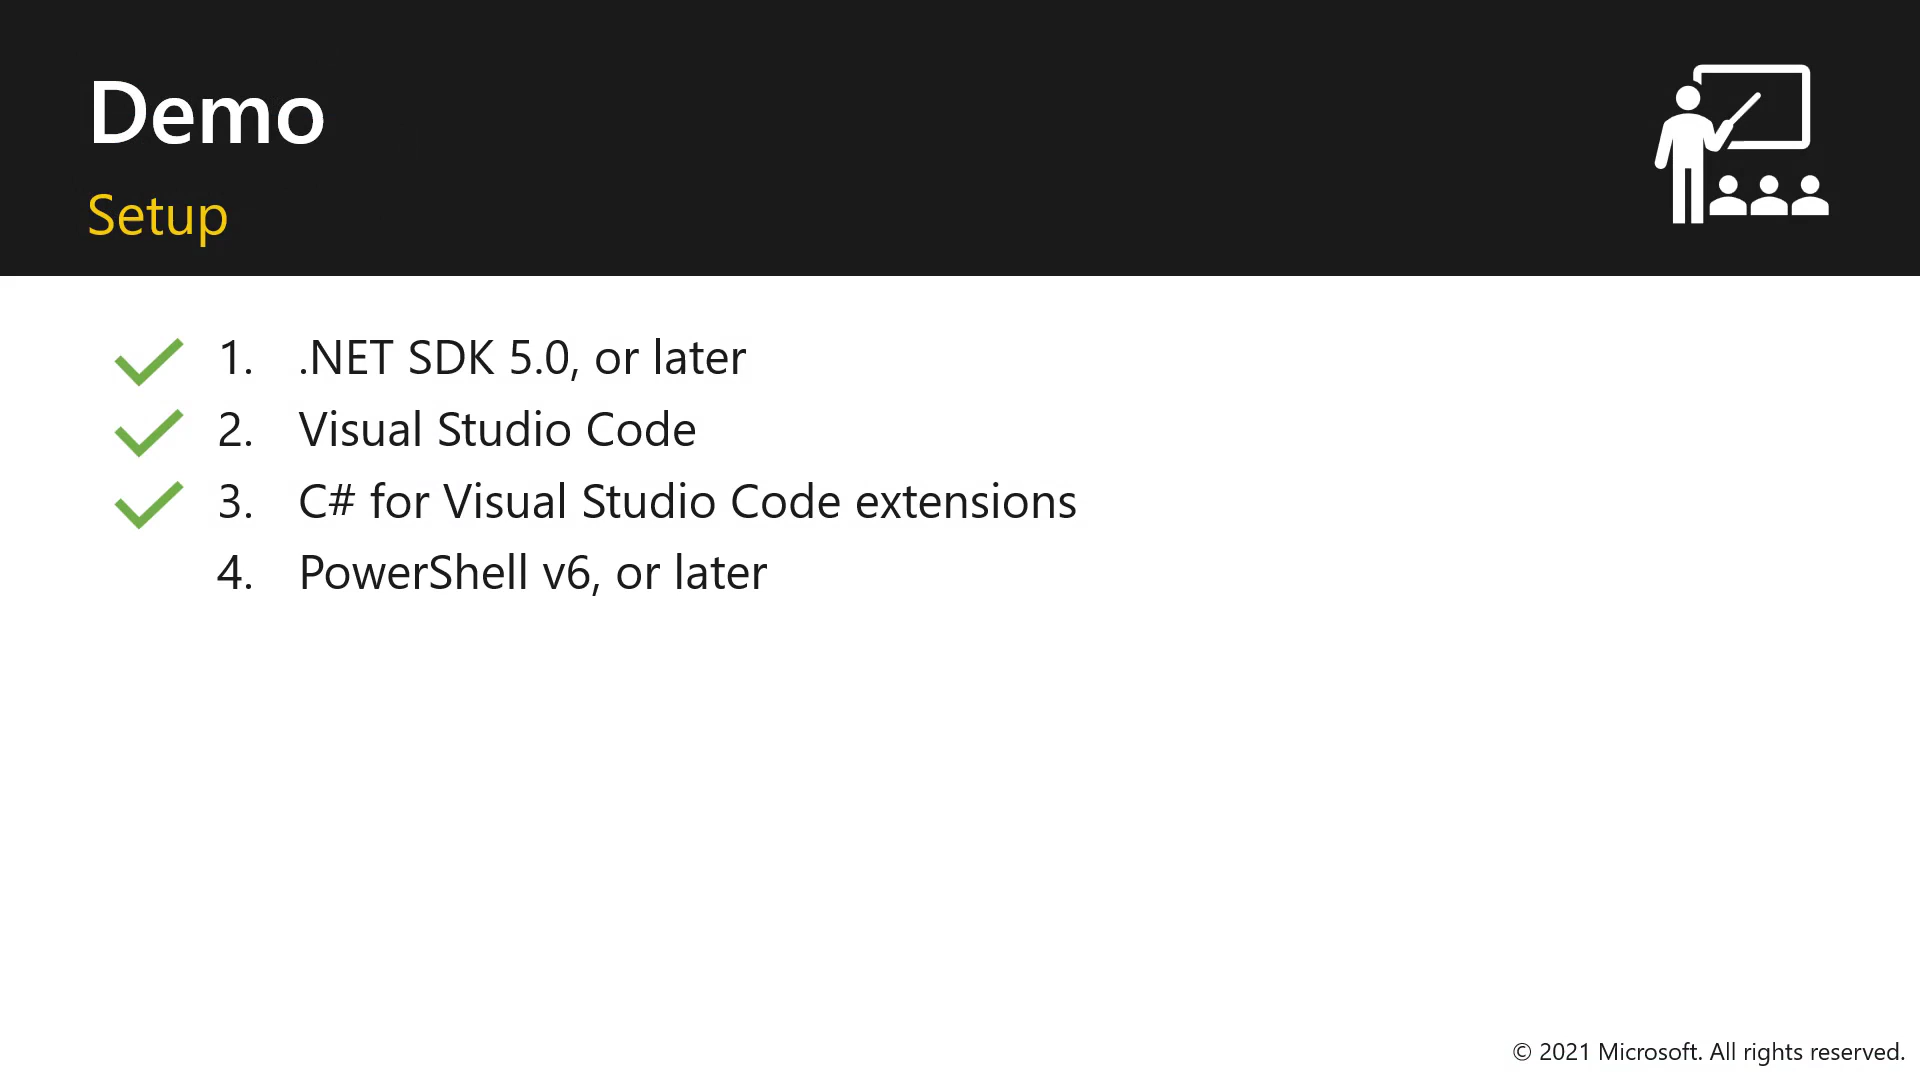 Demo
Setup
1. .NET SDK 5.0, or later
2. Visual Studio Code
3. C# for Visual Studio Code extensions
4. PowerShell v6, or later
© 2021 Microsoft. All rights reserved.